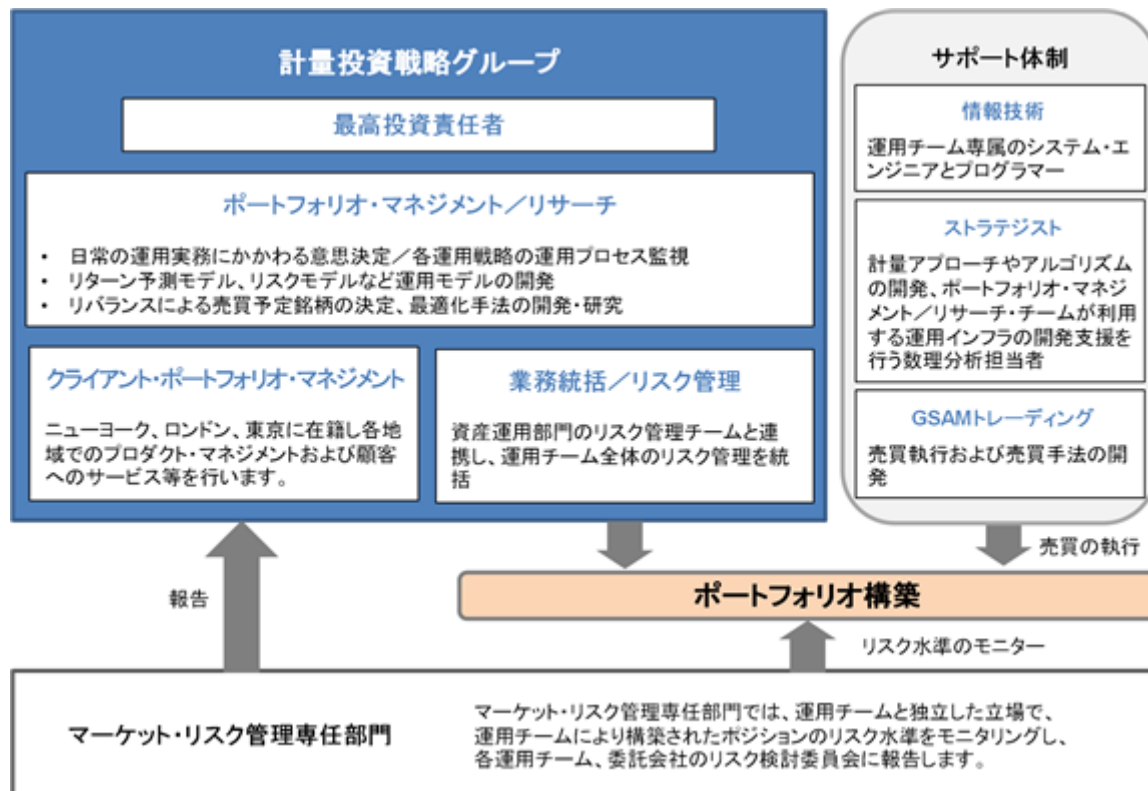 計量投資戦略グループ
最高投資責任者
ポートフォリオ・マネジメント／リサーチ
• 日常の運用実務にかかわる意思決定／各運用戦略の運用プロセス監視
• リターン予測モデル、リスクモデルなど運用モデルの開発
• リバランスによる売買予定銘柄の決定、最適化手法の開発・研究
クライアント・ポートフォリオ・マネジメント
ニューヨーク、ロンドン、東京に在籍し各地
域でのプロダクト・マネジメントおよび顧客
へのサービス等を行います。
業務統括／リスク管理
資産運用部門のリスク管理チームと連
携し、運用チーム全体のリスク管理を統
括
サポート体制
情報技術
運用チーム専属のシステム・エ
ンジニアとプログラマー
ストラテジスト
計量アプローチやアルゴリズム
の開発、ポートフォリオ・マネジ
メント／リサーチ・チームが利用
する運用インフラの開発支援を
行う数理分析担当者
GSAMトレーディング
売買執行および売買手法の開
発
売買の執行
報告
ポートフォリオ構築
リスク水準のモニター
マーケット・リスク管理専任部門
マーケット・リスク管理専任部門では、運用チームと独立した立場で、
運用チームにより構築されたポジションのリスク水準をモニタリングし、
各運用チーム、委託会社のリスク検討委員会に報告します。